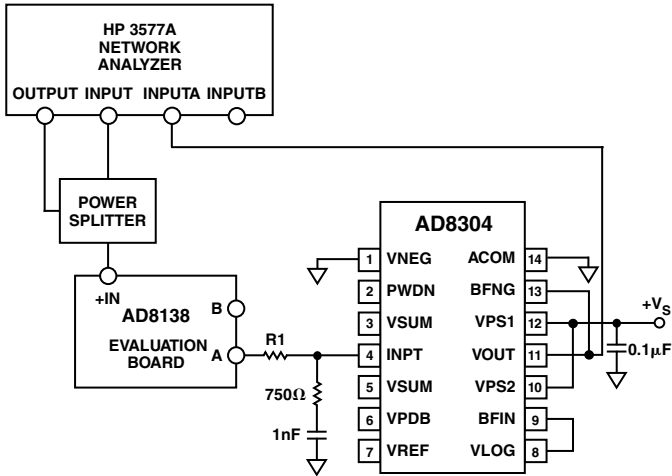 HP 3577A
NETWORK
ANALYZER
OUTPUT INPUT INPUTA INPUTB
POWER
SPLITTER
+IN
AD8138
EVALUATION
BOARD
B
A
R1
750Ω
1nF
AD8304
1 VNEG ACOM 14
2 PWDN BFNG 13
3 VSUM VPS1 12
4 INPT VOUT 11
5 VSUM VPS2 10
6 VPDB BFIN 9
7 VREF VLOG 8
+VS
0.1μF